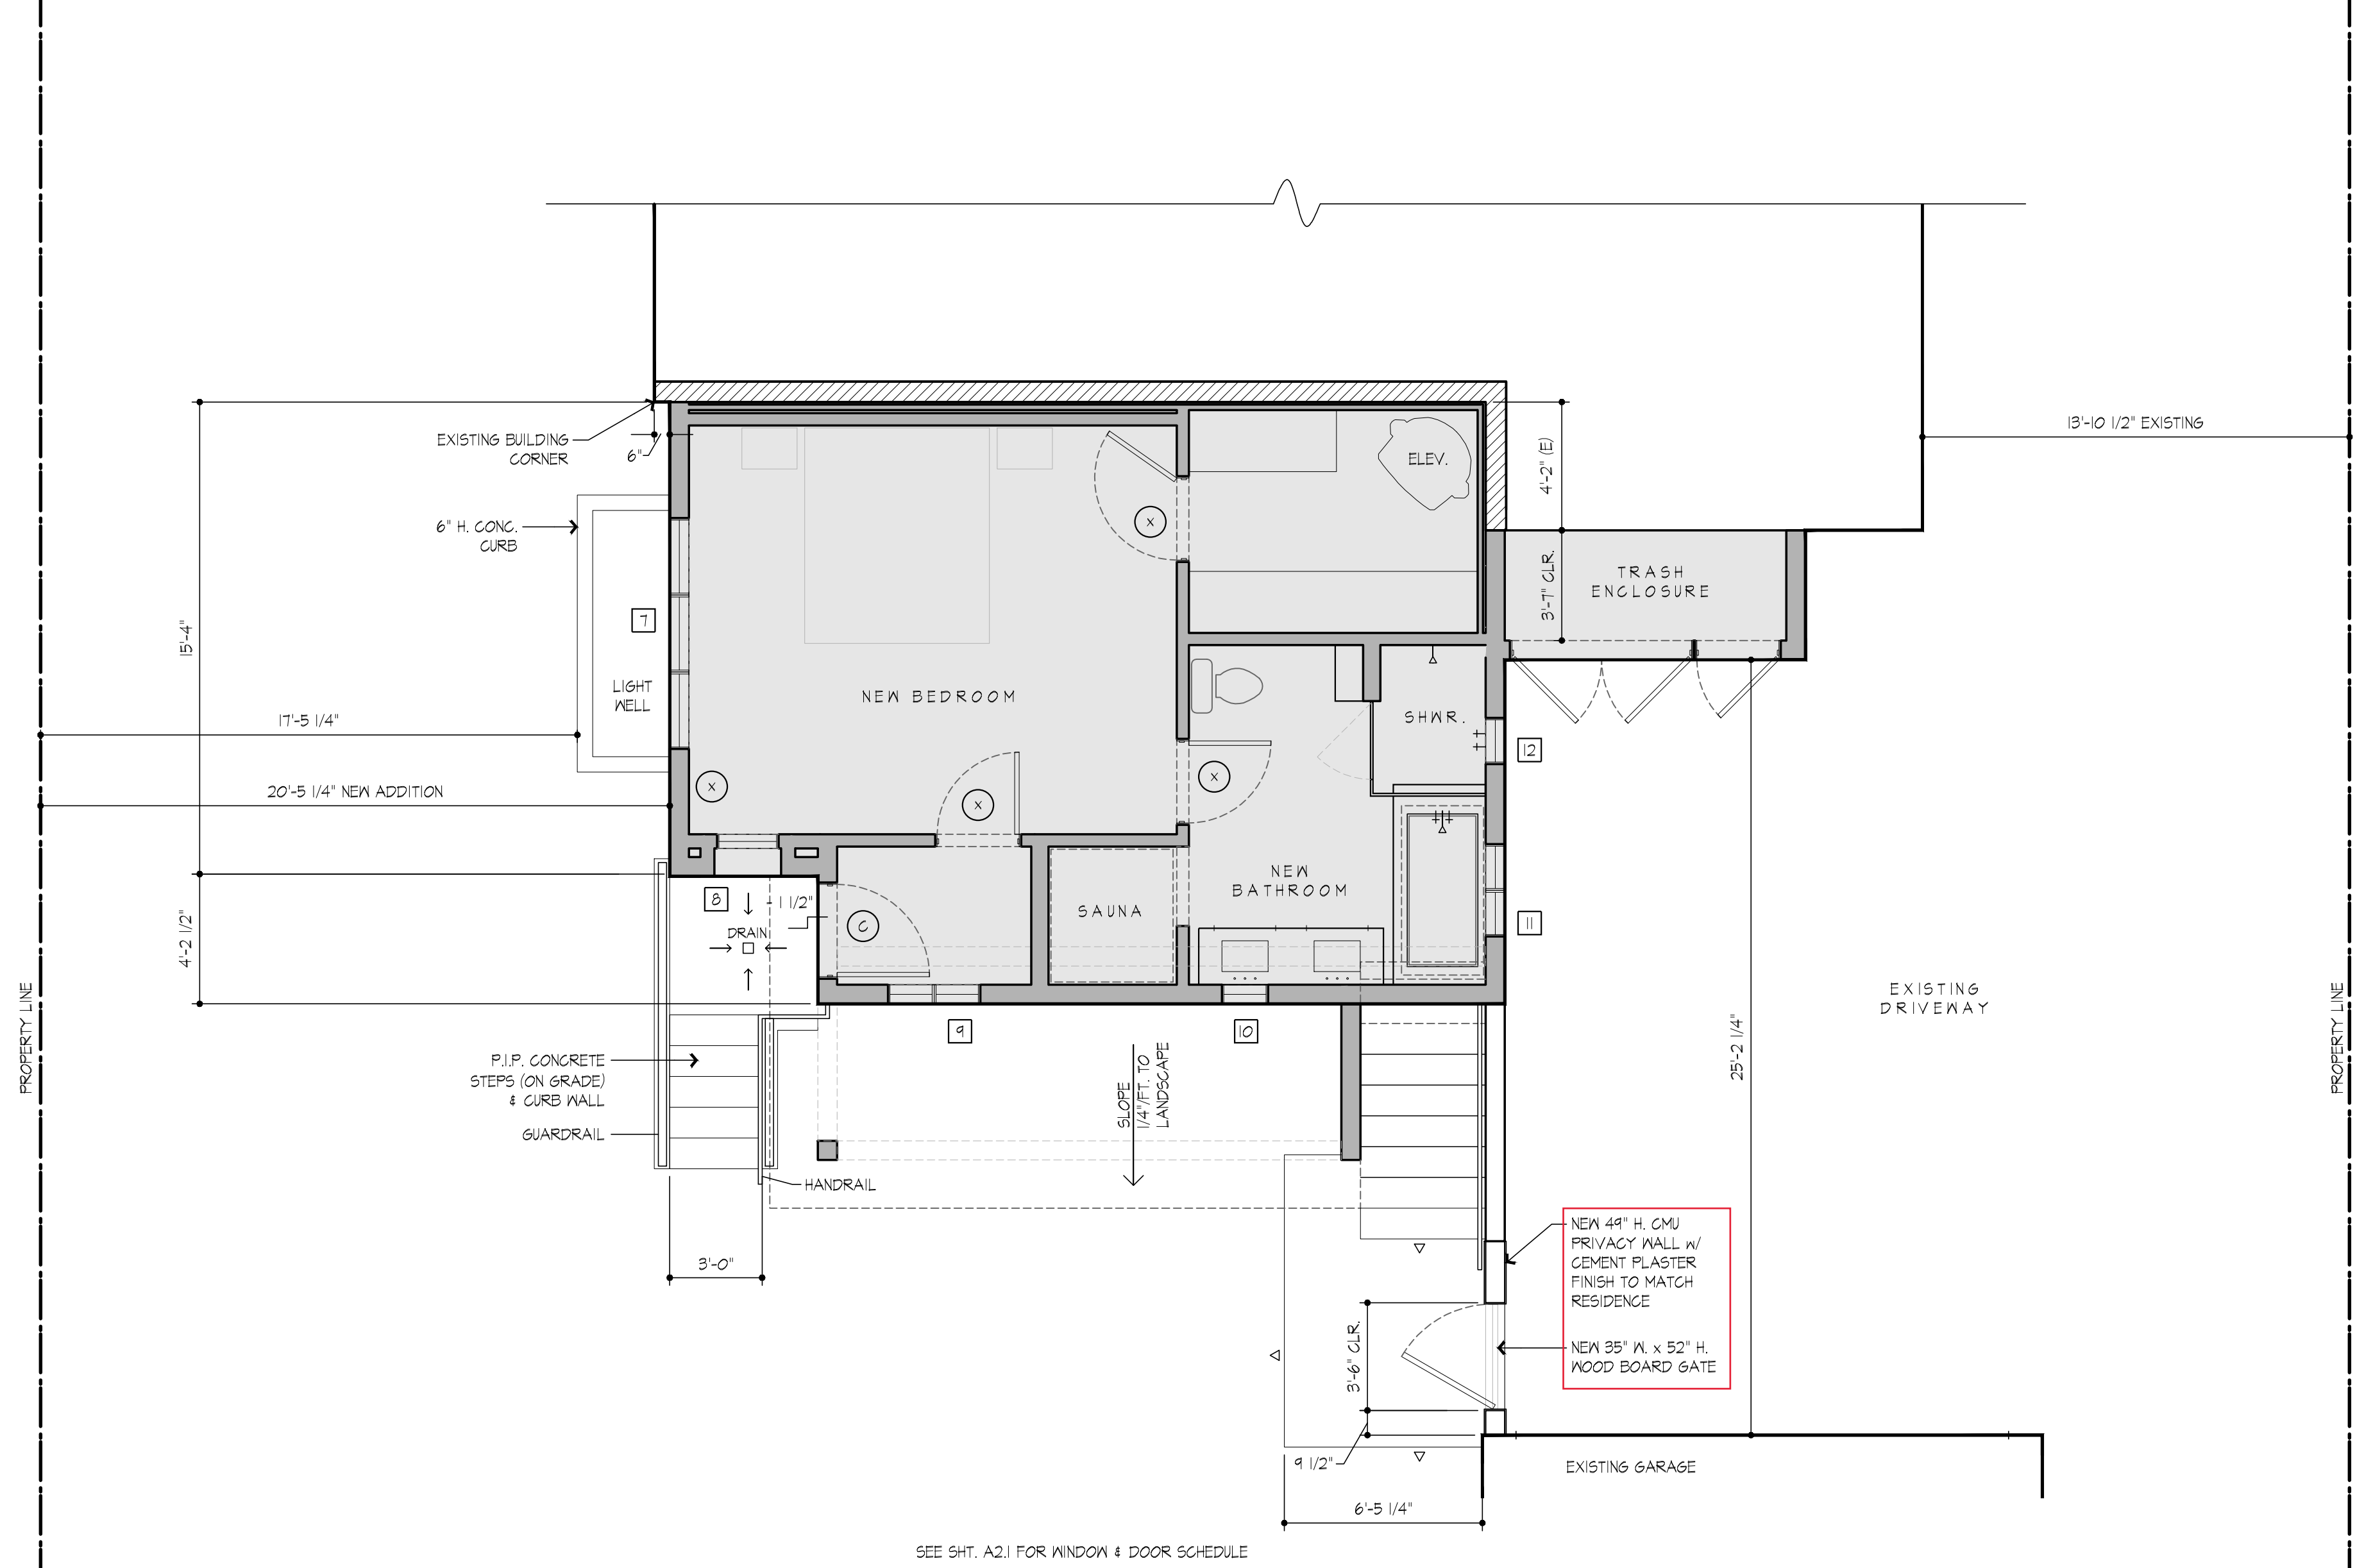 13'-10 1/2" EXISTING
EXISTING BUILDING
CORNER
6"
ELEV.
4'-2" (E)
6" H. CONC.
CURB
X
3'-7" CLR.
TRASH
ENCLOSURE
7
15'-4"
LIGHT
WELL
NEW BEDROOM
SHWR.
17'-5 1/4"
12
20'-5 1/4" NEW ADDITION
X
X
X
NEW
BATHROOM
8
1 1/2"
C
SAUNA
11
DRAIN
4'-2 1/2"
EXISTING
DRIVEWAY
PROPERTY LINE
PROPERTY LINE
9
10
25'-2 1/4"
P.I.P. CONCRETE
STEPS (ON GRADE)
& CURB WALL
SLOPE
1/4"/FT. TO
LANDSCAPE
GUARDRAIL
HANDRAIL
NEW 49" H. CMU
PRIVACY WALL w/
CEMENT PLASTER
FINISH TO MATCH
RESIDENCE
3'-0"
3'-6" CLR.
NEW 35" W. x 52" H.
WOOD BOARD GATE
9 1/2"
EXISTING GARAGE
6'-5 1/4"
SEE SHT. A2.1 FOR WINDOW & DOOR SCHEDULE